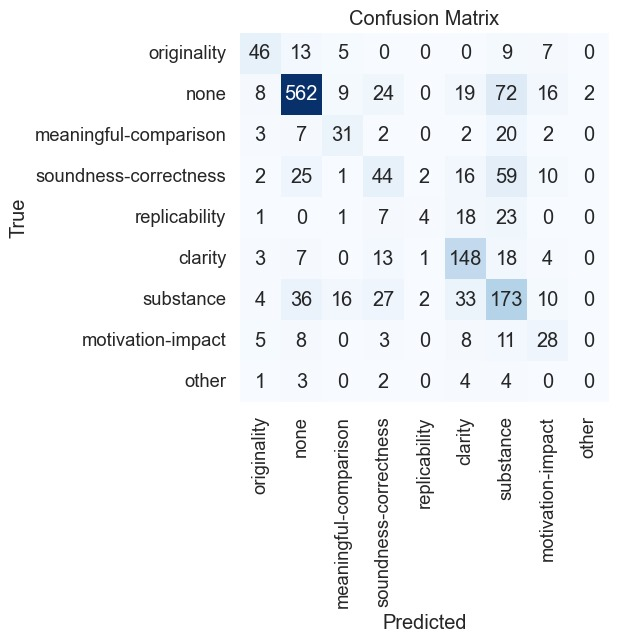 Confusion Matrix
originality 46 13 5 0 0 0 9 7 0
none 8 562 9 24 0 19 72 16 2
meaningful-comparison 3 7 31 2 0 2 20 2 0
soundness-correctness 2 25 1 44 2 16 59 10 0
replicability 1 0 1 7 4 18 23 0 0
clarity 3 7 0 13 1 148 18 4 0
substance 4 36 16 27 2 33 173 10 0
motivation-impact 5 8 0 3 0 8 11 28 0
other 1 3 0 2 0 4 4 0 0
True
originality
none
meaningful-comparison
soundness-correctness
replicability
clarity
substance
motivation-impact
other
Predicted